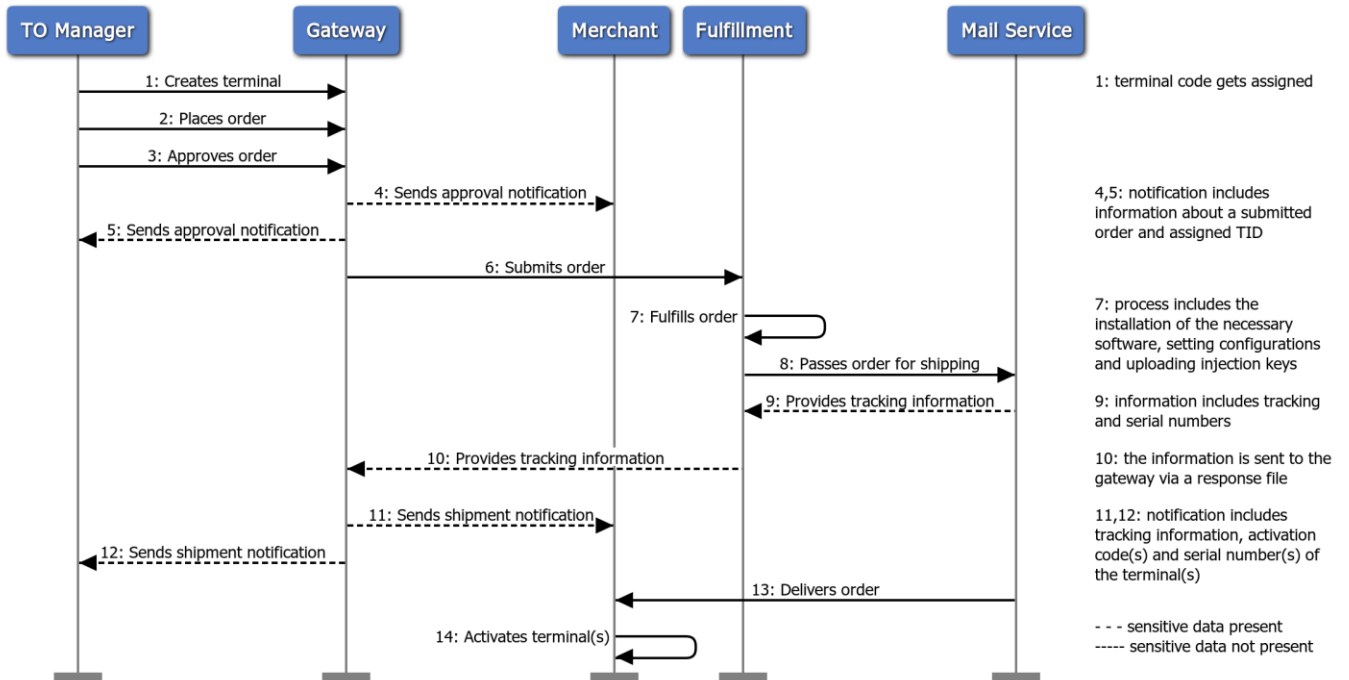 TO Manager
Gateway
Merchant
Fulfillment
Mail Service
1: Creates terminal
1: terminal code gets assigned
2: Places order
3: Approves order
4: Sends approval notification
4,5: notification includes
information about a submitted
order and assigned TID
5: Sends approval notification
6: Submits order
7: Fulfills order
7: process includes the
installation of the necessary
software, setting configurations
and uploading injection keys
8: Passes order for shipping
9: Provides tracking information
9: information includes tracking
and serial numbers
10: Provides tracking information
10: the information is sent to the
gateway via a response file
11: Sends shipment notification
11,12: notification includes
tracking information, activation
code(s) and serial number(s) of
the terminal(s)
12: Sends shipment notification
13: Delivers order
14: Activates terminal(s)
- - - sensitive data present
----- sensitive data not present